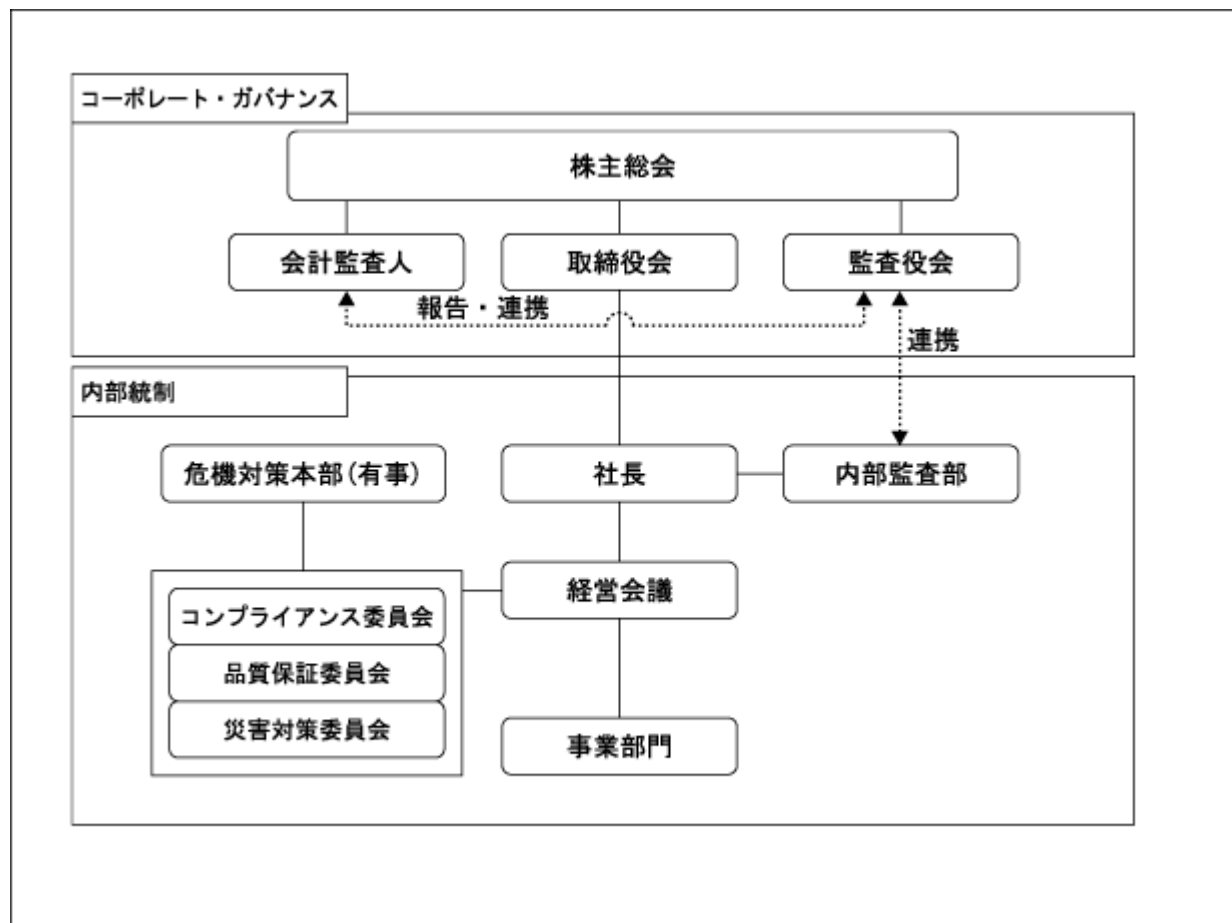 コーポレート・ガバナンス
株主総会
会計監査人
取締役会
監査役会
報告・連携
連携
内部統制
危機対策本部(有事)
社長
内部監査部
経営会議
コンプライアンス委員会
品質保証委員会
災害対策委員会
事業部門